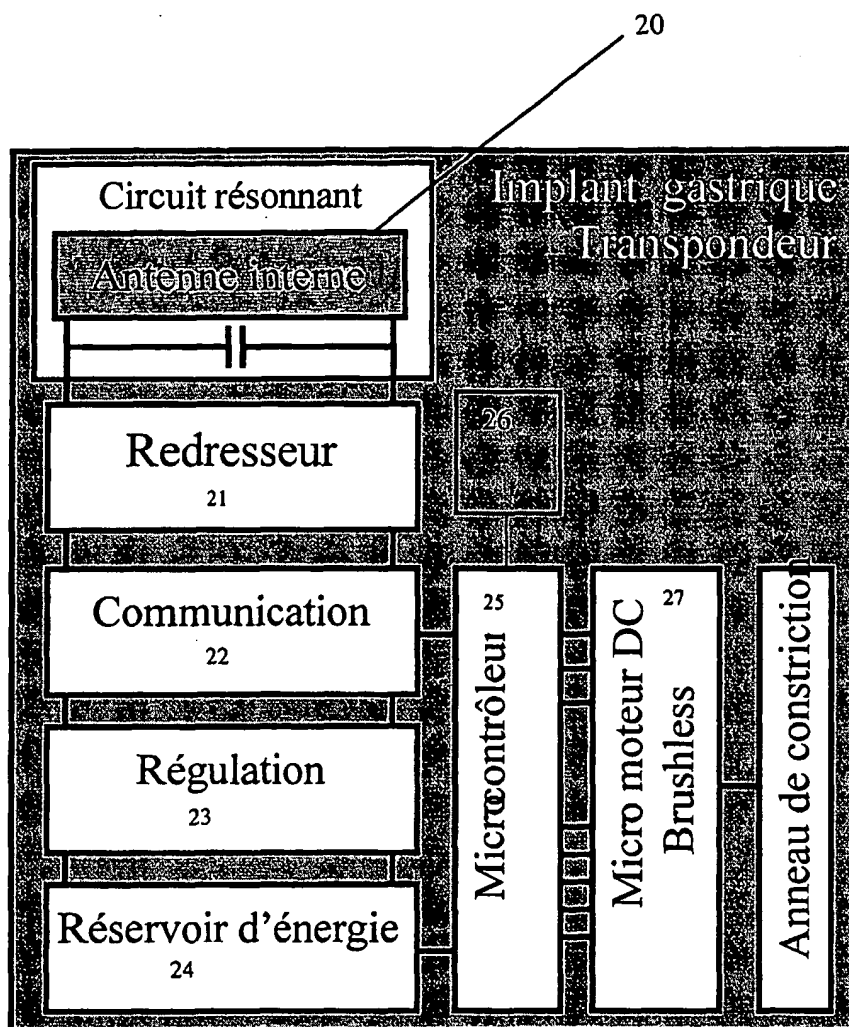 20
Circuit résonnant
Antenne interne
Implant gastrique
Transpondeur
Redresseur
21
26
Communication
22
Régulation
23
Réservoir d'énergie
24
25
Microcontrôleur
27
Micro moteur DC
Brushless
Anneau de constriction